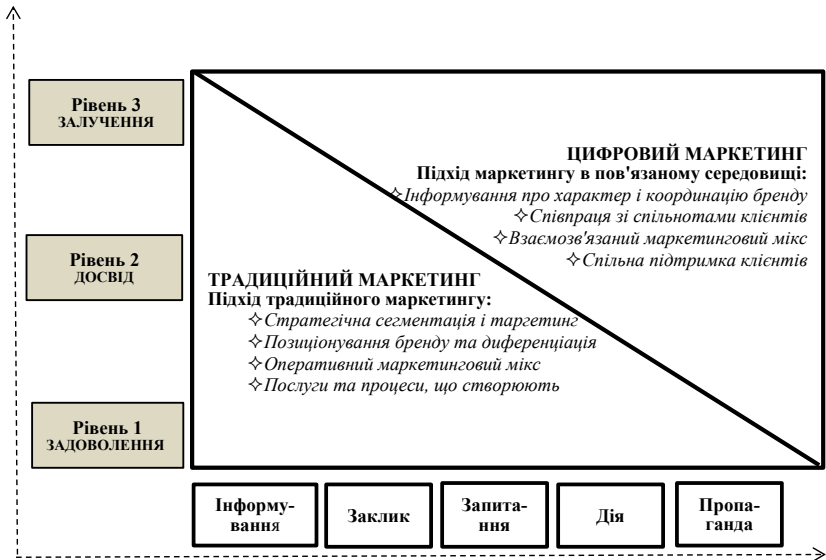 Рівень 3
ЗАЛУЧЕННЯ
ЦИФРОВИЙ МАРКЕТИНГ
Підхід маркетингу в пов'язаному середовищі:
✧Інформування про характер і координацію бренду
✧Співпраця зі спільнотами клієнтів
✧Взаємозв'язаний маркетинговий мікс
✧Спільна підтримка клієнтів
Рівень 2
ДОСВІД
ТРАДИЦІЙНИЙ МАРКЕТИНГ
Підхід традиційного маркетингу:
✧Стратегічна сегментація і таргетинг
✧Позиціонування бренду та диференціація
✧Оперативний маркетинговий мікс
✧Послуги та процеси, що створюють
Рівень 1
ЗАДОВОЛЕННЯ
Інформу-
вання
Заклик
Запита-
ння
Дія
Пропа-
ганда